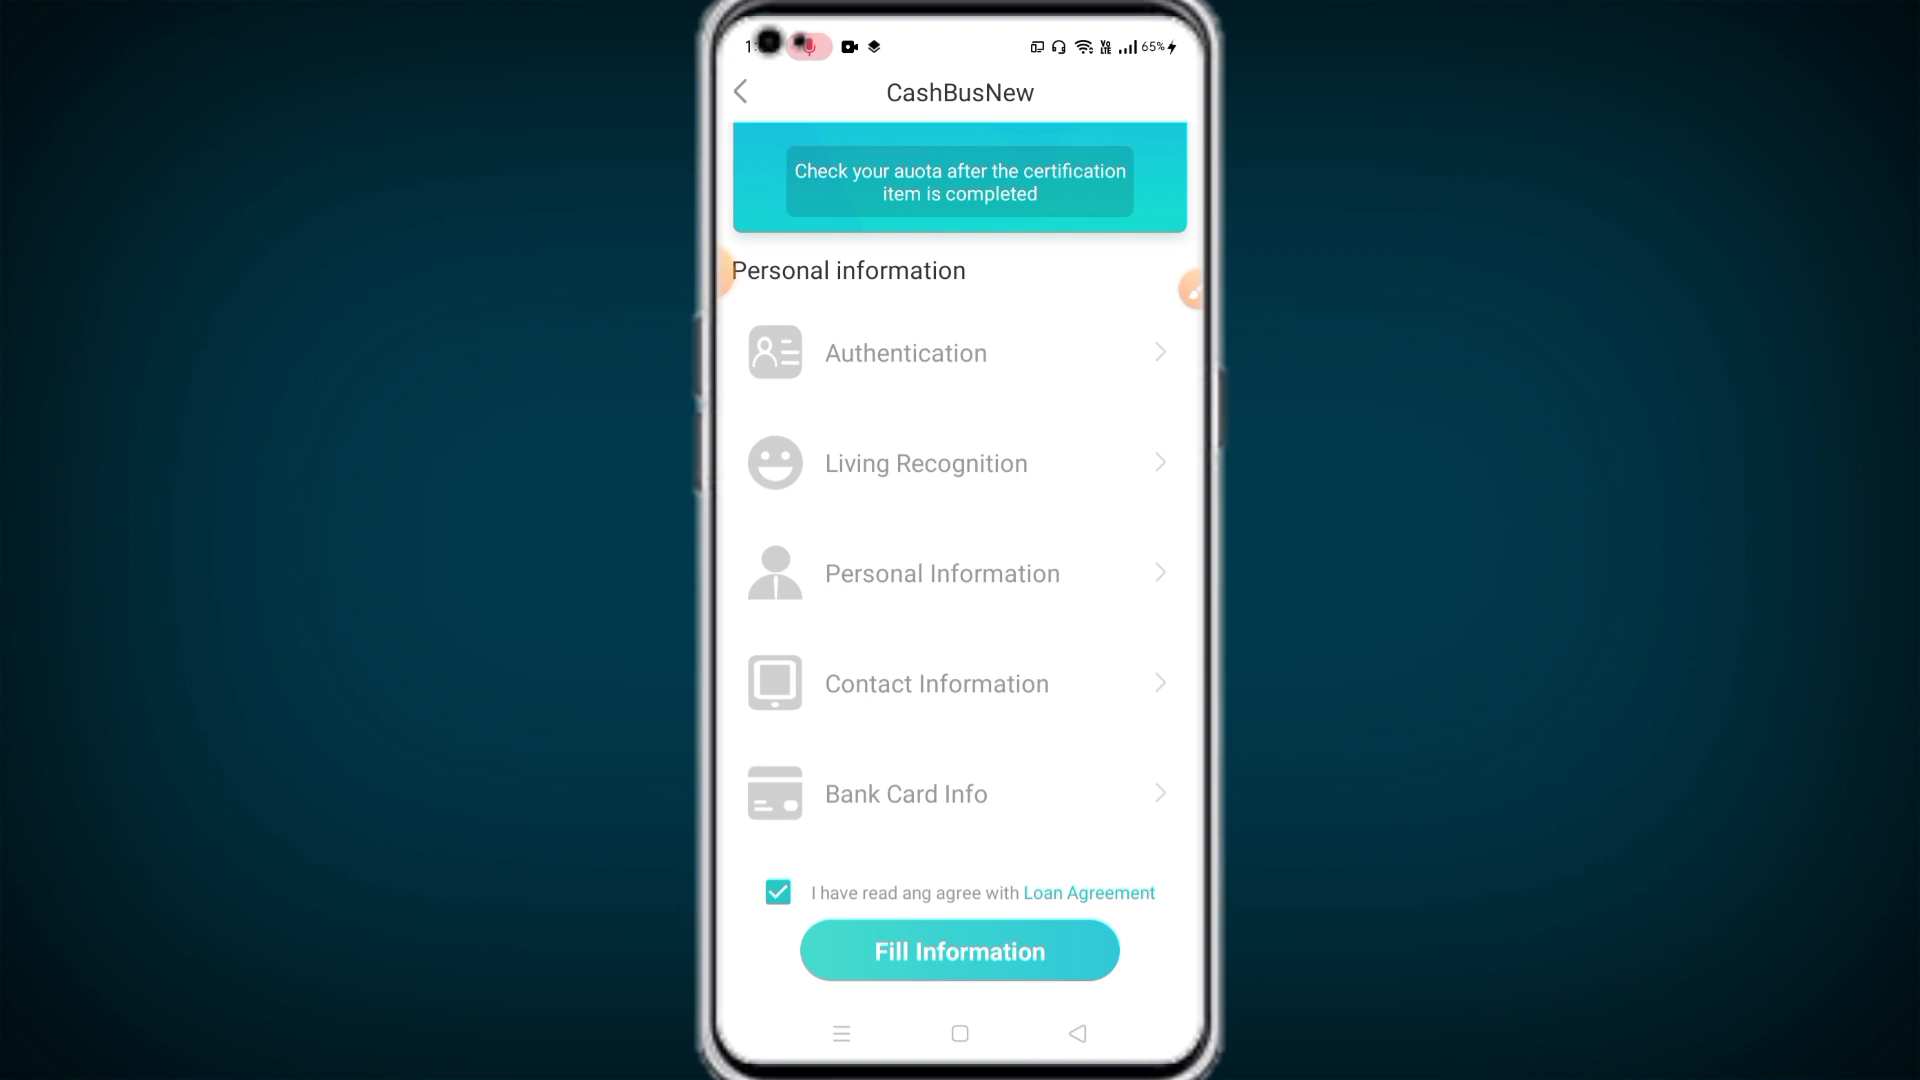 65%
CashBusNew
Check your auota after the certification
item is completed
Personal information
Authentication
Living Recognition
Personal Information
Contact Information
Bank Card Info
I have read ang agree with Loan Agreement
Fill Information